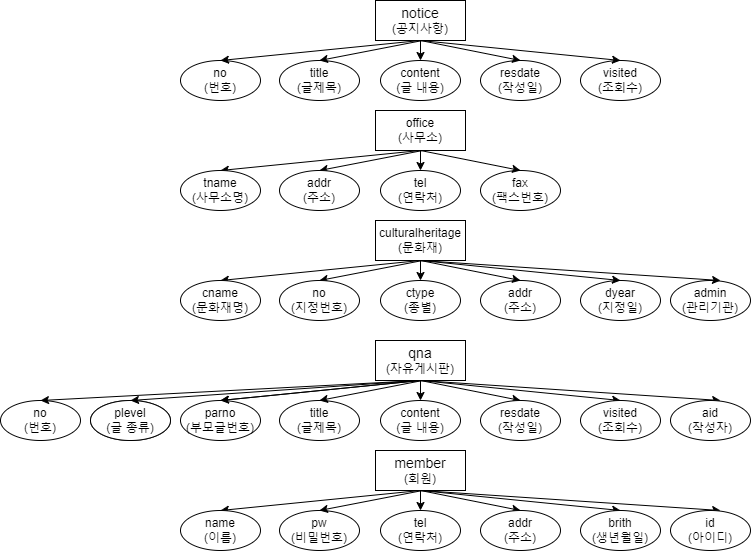 notice
(공지사항)
no
(번호)
title
(글제목)
content
(글 내용)
resdate
(작성일)
visited
(조회수)
office
(사무소)
tname
(사무소명)
addr
(주소)
tel
(연락처)
fax
(팩스번호)
culturalheritage
(문화재)
cname
(문화재명)
no
(지정번호)
ctype
(종별)
addr
(주소)
dyear
(지정일)
admin
(관리기관)
qna
(자유게시판)
no
(번호)
plevel
(글 종류)
parno
(부모글번호)
title
(글제목)
content
(글 내용)
resdate
(작성일)
visited
(조회수)
aid
(작성자)
member
(회원)
name
(이름)
pw
(비밀번호)
tel
(연락처)
addr
(주소)
brith
(생년월일)
id
(아이디)